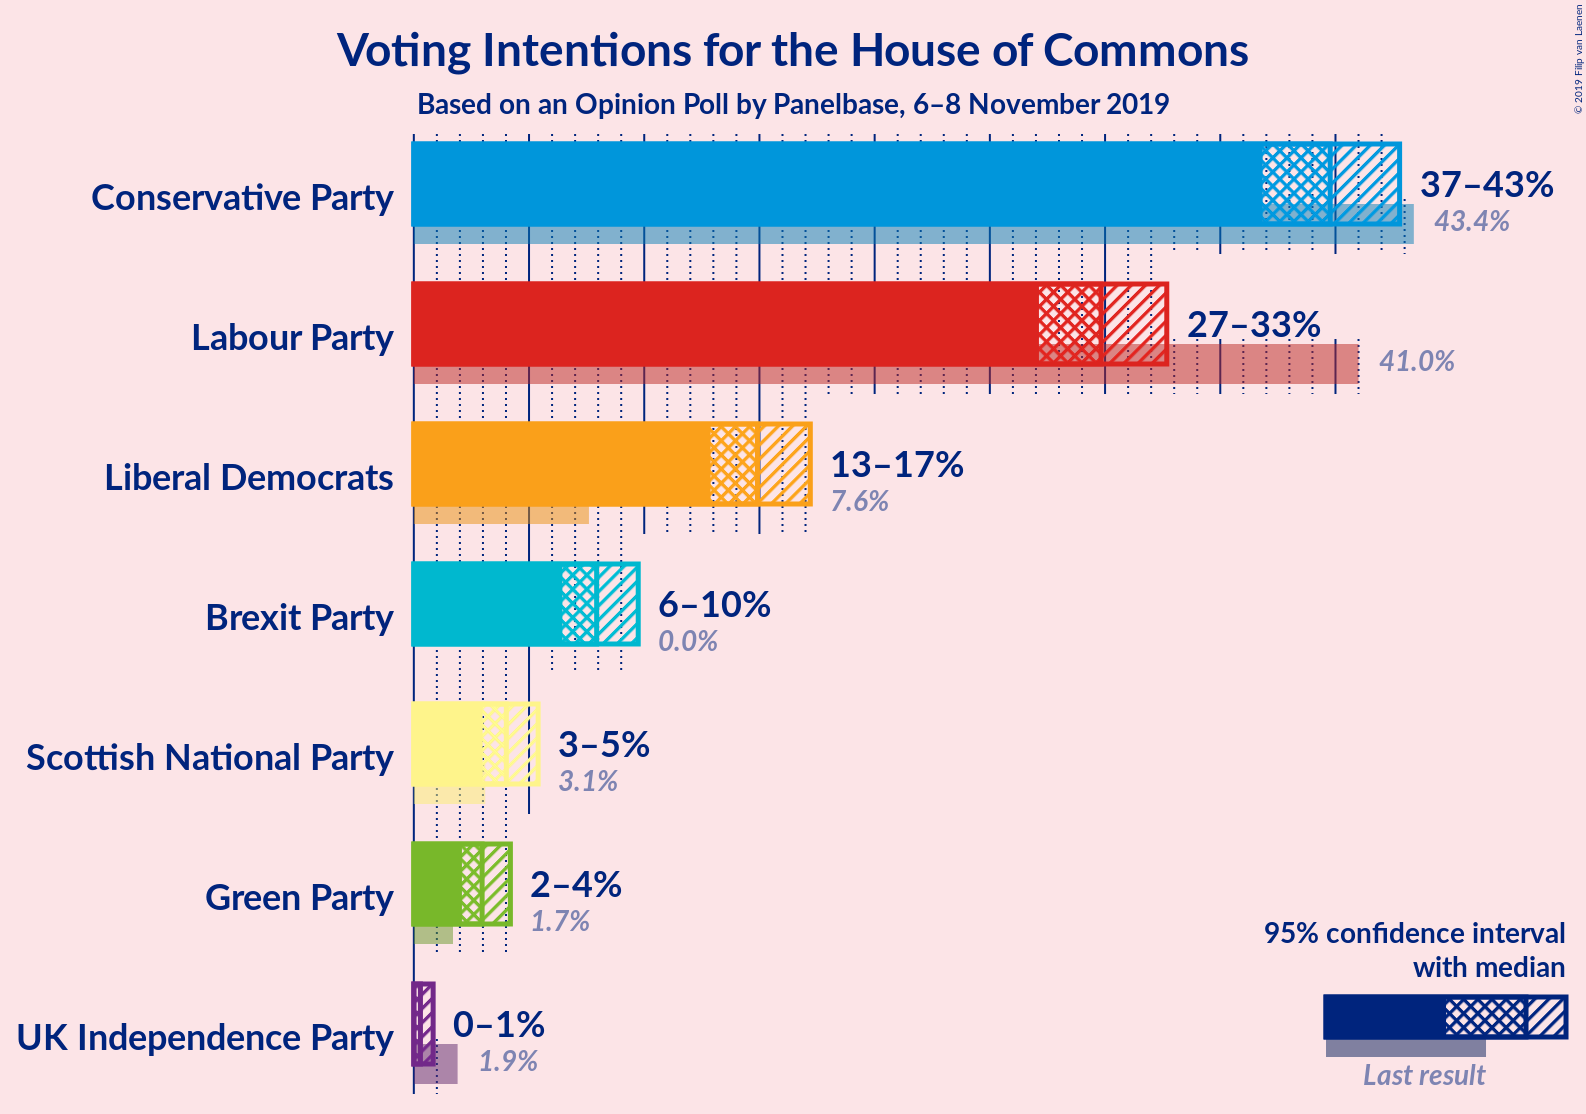 Voting Intentions for the House of Commons
Based on an Opinion Poll by Panelbase, 6–8 November 2019
© 2019 Filip van Laenen
Conservative Party
37–43%
43.4%
Labour Party
27–33%
41.0%
Liberal Democrats
13–17%
7.6%
Brexit Party
6–10%
0.0%
Scottish National Party
3–5%
3.1%
Green Party
2–4%
1.7%
UK Independence Party
0–1%
1.9%
95% confidence interval
with median
Last result